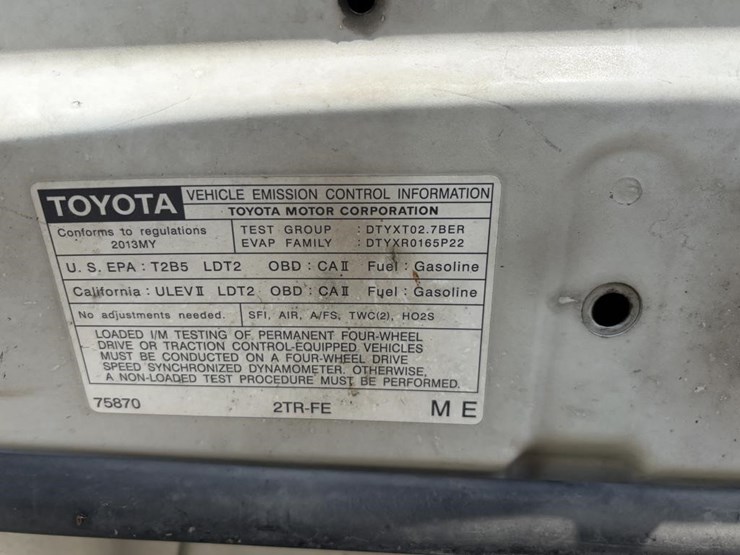 TOYOTA VEHICLE EMISSION CONTROL INFORMATION
TOYOTA MOTOR CORPORATION
Conforms to regulations
2013MY
TEST GROUP : DTYXT02.7BER
EVAP FAMILY : DTYXR0165P22
U. S. EPA : T2B5 LDT2 OBD : CAⅡ Fuel : Gasoline
California : ULEVⅡ LDT2 OBD : CAⅡ Fuel : Gasoline
No adjustments needed. SFI, AIR, A/FS, TWC(2), HO2S
LOADED I/M TESTING OF PERMANENT FOUR-WHEEL
DRIVE OR TRACTION CONTROL-EQUIPPED VEHICLES
MUST BE CONDUCTED ON A FOUR-WHEEL DRIVE
SPEED SYNCHRONIZED DYNAMOMETER. OTHERWISE,
A NON-LOADED TEST PROCEDURE MUST BE PERFORMED.
75870 2TR-FE M E